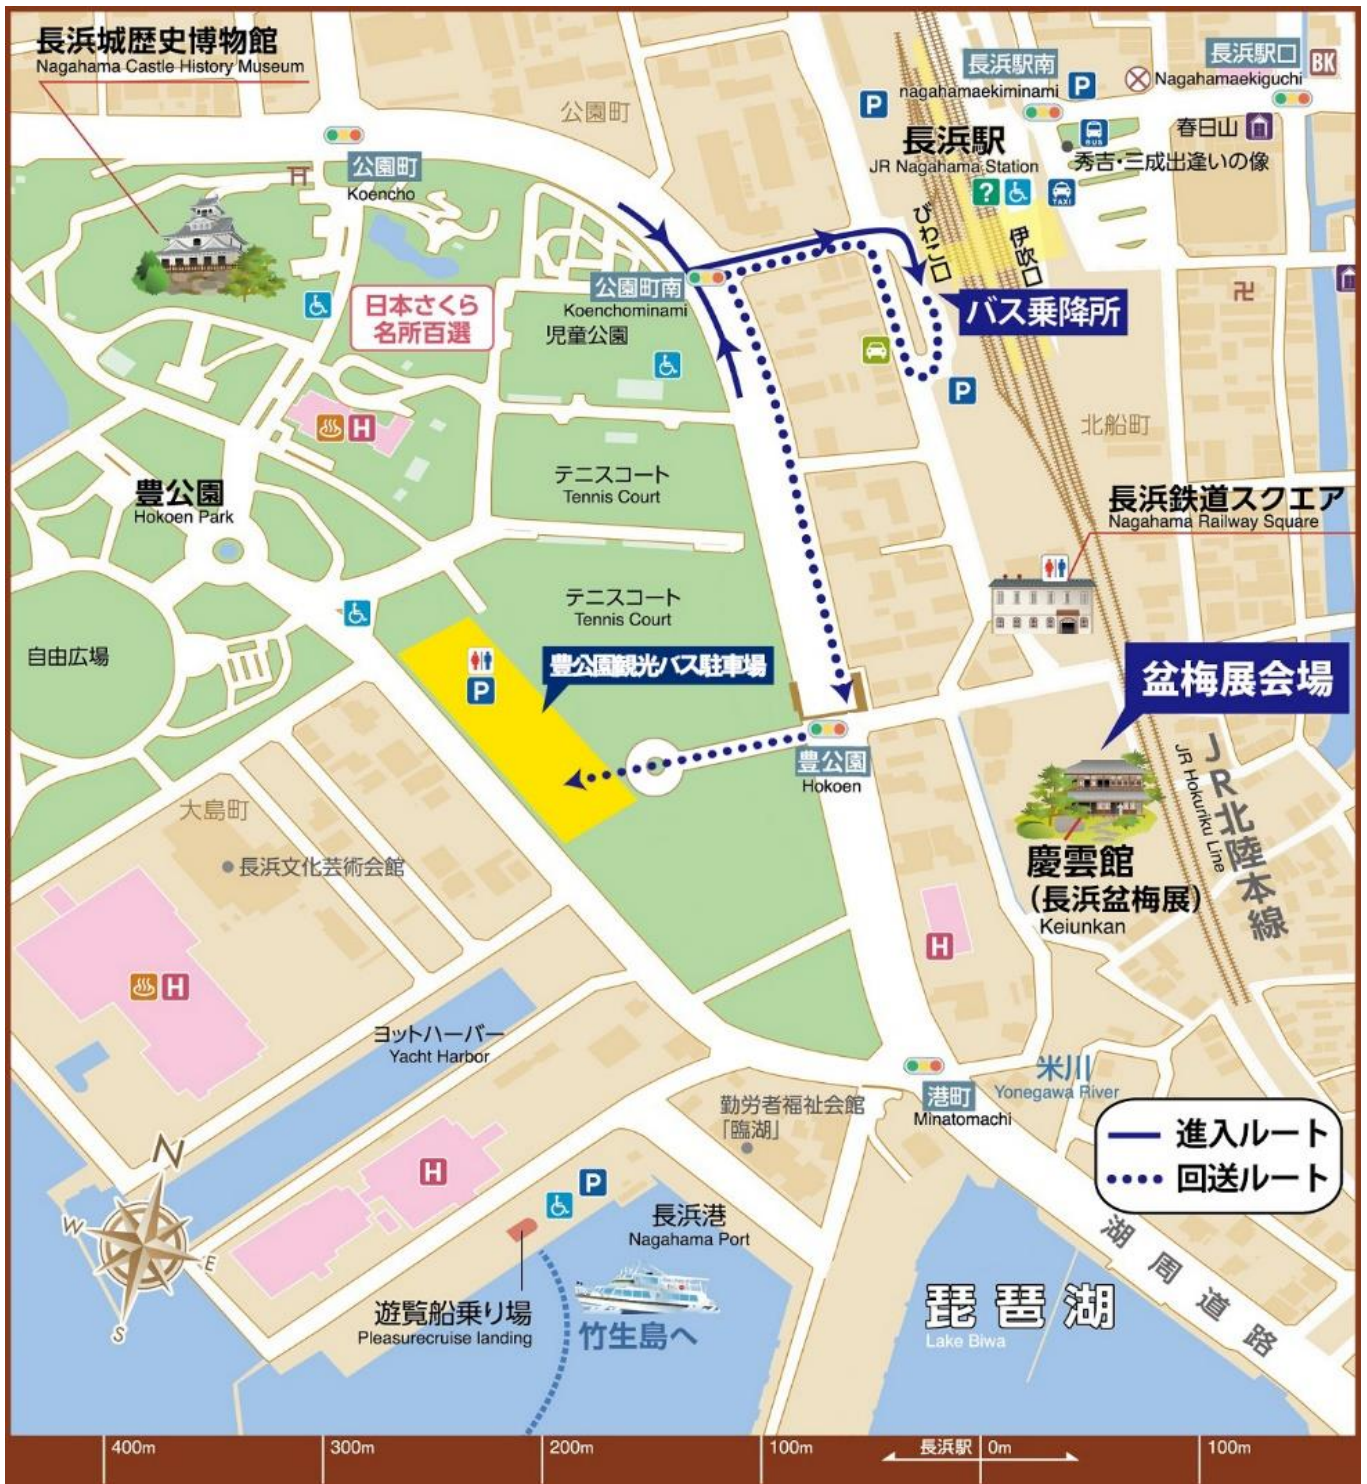 長浜城歴史博物館
Nagahama Castle History Museum
公園町
公園町
Koencho
長浜駅南
nagahamaekiminami
P
P
長浜駅口
Nagahamaekiguchi
BK
長浜駅
JR Nagahama Station
BUS
春日山
秀吉・三成出逢いの像
?
TAXI
びわこ口
伊吹口
公園町南
Koenchominami
児童公園
日本さくら
名所百選
バス乗降所
卍
P
H
北船町
テニスコート
Tennis Court
豊公園
Hokoen Park
長浜鉄道スクエア
Nagahama Railway Square
テニスコート
Tennis Court
自由広場
P
豊公園観光バス駐車場
盆梅展会場
豊公園
Hokoen
大島町
長浜文化芸術会館
JR北陸本線
JR Hokuriku Line
慶雲館
(長浜盆梅展)
Keiunkan
H
H
ヨットハーバー
Yacht Harbor
港町
Minatomachi
米川
Yonegawa River
勤労者福祉会館
「臨湖」
進入ルート
回送ルート
H
P
長浜港
Nagahama Port
N
W
E
S
遊覧船乗り場
Pleasurecruise landing
竹生島へ
琵琶湖
Lake Biwa
湖周道路
400m
300m
200m
100m
長浜駅
0m
100m